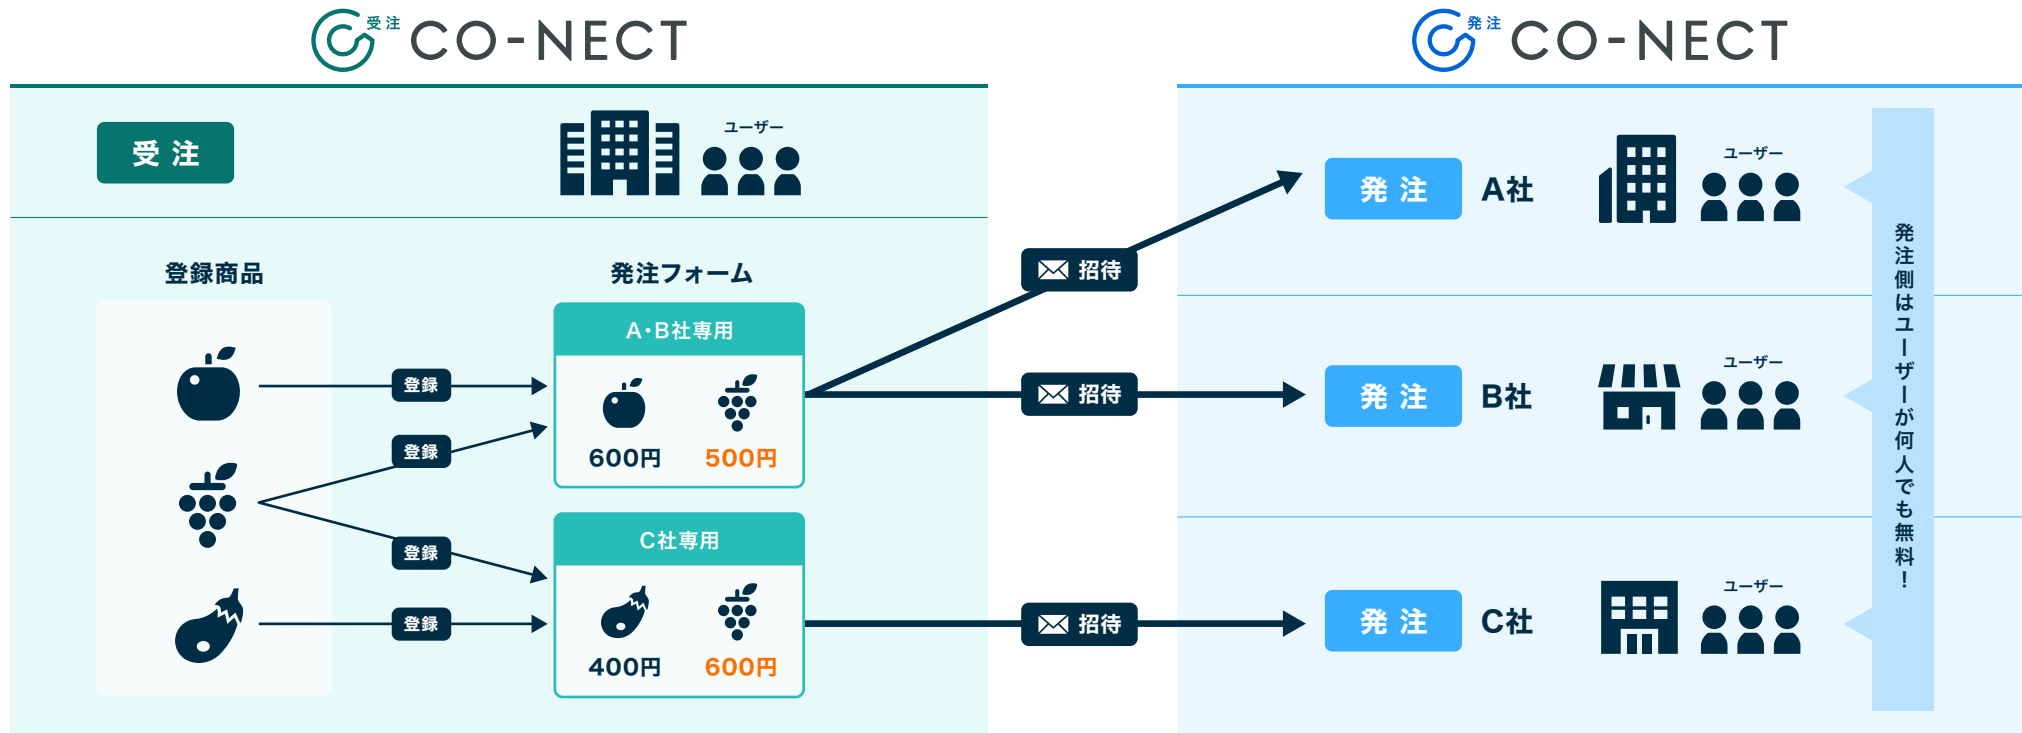 受注 CO-NECT
受注
ユーザー
登録商品
発注フォーム
登録
登録
登録
登録
A・B社専用
600円 500円
C社専用
400円 600円
招待
招待
招待
発注 CO-NECT
発注 A社
ユーザー
発注 B社
ユーザー
発注 C社
ユーザー
発注側はユーザーが何人でも無料！